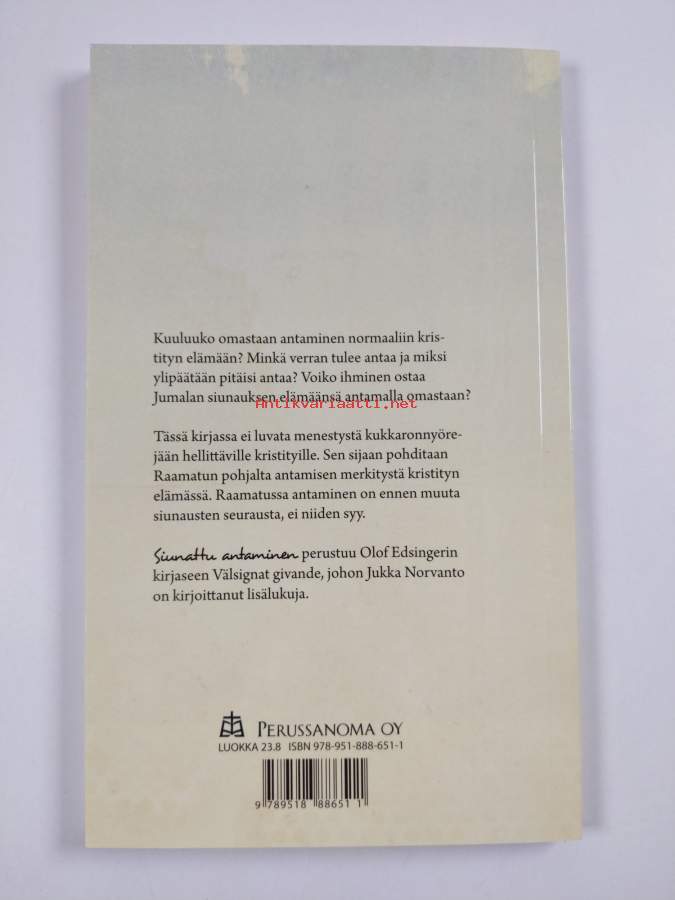 Kuuluuko omastaan antaminen normaaliin kris-
tityn elämään? Minkä verran tulee antaa ja miksi
ylipäätään pitäisi antaa? Voiko ihminen ostaa
Jumalan siunauksen elämäänsä antamalla omastaan?
Antikvariaatti.net
Tässä kirjassa ei luvata menestystä kukkaronnyöre-
jään hellittäville kristityille. Sen sijaan pohditaan
Raamatun pohjalta antamisen merkitystä kristityn
elämässä. Raamatussa antaminen on ennen muuta
siunausten seurausta, ei niiden syy.
Siunattu antaminen perustuu Olof Edsingerin
kirjaseen Välsignat givande, johon Jukka Norvanto
on kirjoittanut lisälukuja.
PERUSSANOMA OY
LUOKKA 23.8 ISBN 978-951-888-651-1
9 789518 886511